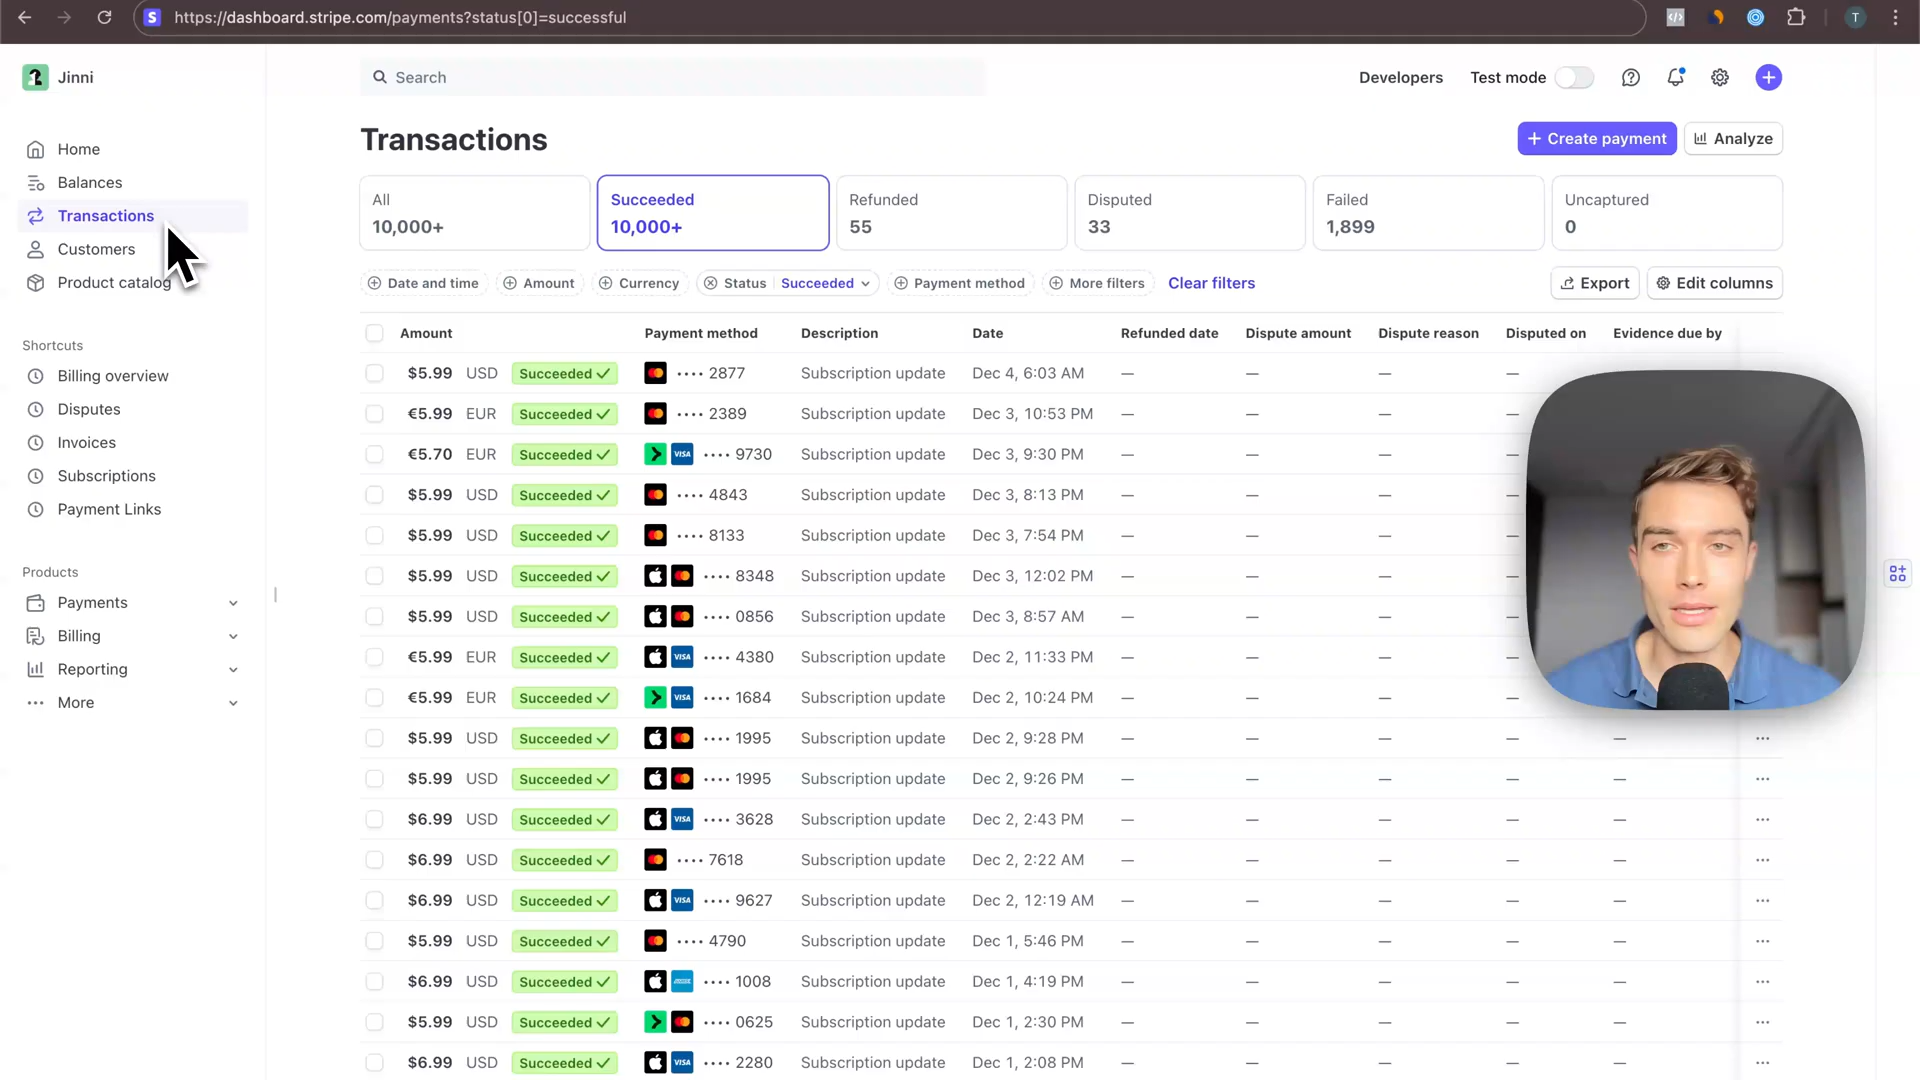 https://dashboard.stripe.com/payments?status[0]=successful
T
Jinni
Search
Developers
Test mode
Home
Balances
Transactions
Customers
Product catalog
Shortcuts
Billing overview
Disputes
Invoices
Subscriptions
Payment Links
Products
Payments
Billing
Reporting
More
Transactions
+ Create payment
Analyze
All
10,000+
Succeeded
10,000+
Refunded
55
Disputed
33
Failed
1,899
Uncaptured
0
Date and time
Amount
Currency
Status | Succeeded
Payment method
More filters
Clear filters
Export
Edit columns
Amount Payment method Description Date Refunded date Dispute amount Dispute reason Disputed on Evidence due by
$5.99 USD Succeeded ✓ •••• 2877 Subscription update Dec 4, 6:03 AM — — — —
€5.99 EUR Succeeded ✓ •••• 2389 Subscription update Dec 3, 10:53 PM — — — —
€5.70 EUR Succeeded ✓ VISA •••• 9730 Subscription update Dec 3, 9:30 PM — — — —
$5.99 USD Succeeded ✓ •••• 4843 Subscription update Dec 3, 8:13 PM — — — —
$5.99 USD Succeeded ✓ •••• 8133 Subscription update Dec 3, 7:54 PM — — — —
$5.99 USD Succeeded ✓ •••• 8348 Subscription update Dec 3, 12:02 PM — — — —
$5.99 USD Succeeded ✓ •••• 0856 Subscription update Dec 3, 8:57 AM — — — —
€5.99 EUR Succeeded ✓ VISA •••• 4380 Subscription update Dec 2, 11:33 PM — — — —
€5.99 EUR Succeeded ✓ VISA •••• 1684 Subscription update Dec 2, 10:24 PM — — — —
$5.99 USD Succeeded ✓ •••• 1995 Subscription update Dec 2, 9:28 PM — — — — — ···
$5.99 USD Succeeded ✓ •••• 1995 Subscription update Dec 2, 9:26 PM — — — — — ···
$6.99 USD Succeeded ✓ VISA •••• 3628 Subscription update Dec 2, 2:43 PM — — — — — ···
$6.99 USD Succeeded ✓ •••• 7618 Subscription update Dec 2, 2:22 AM — — — — — ···
$6.99 USD Succeeded ✓ VISA •••• 9627 Subscription update Dec 2, 12:19 AM — — — — — ···
$5.99 USD Succeeded ✓ •••• 4790 Subscription update Dec 1, 5:46 PM — — — — — ···
$6.99 USD Succeeded ✓ •••• 1008 Subscription update Dec 1, 4:19 PM — — — — — ···
$5.99 USD Succeeded ✓ •••• 0625 Subscription update Dec 1, 2:30 PM — — — — — ···
$6.99 USD Succeeded ✓ VISA •••• 2280 Subscription update Dec 1, 2:08 PM — — — — — ···